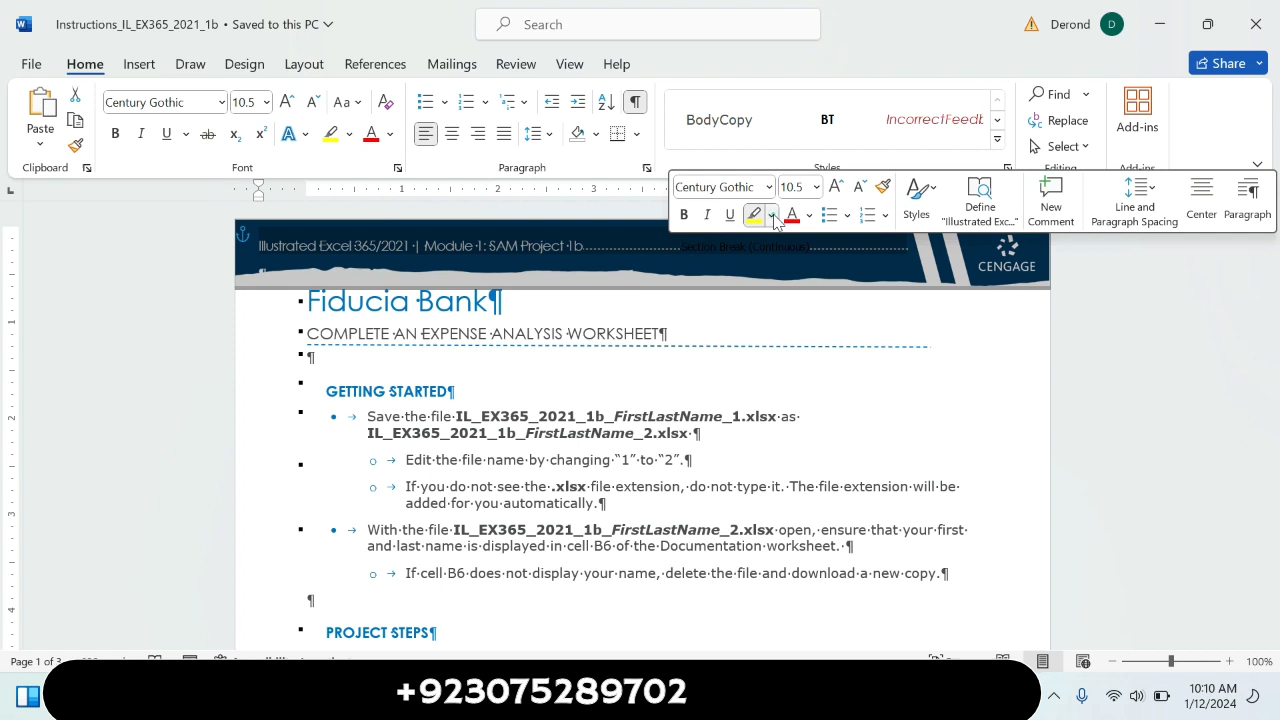 Instructions_IL_EX365_2021_1b • Saved to this PC
Search
Derond
D
Share
File
Home
Insert
Draw
Design
Layout
References
Mailings
Review
View
Help
Paste
Clipboard
Century Gothic
10.5
Font
Paragraph
BodyCopy
BT
Styles
Find
Replace
Select
Editing
Add-ins
Add-ins
Century Gothic
10.5
Styles
Define
"Illustrated Exc..."
New
Comment
Line and
Paragraph Spacing
Center
Paragraph
Illustrated Excel 365/2021 | Module 1: SAM Project 1b
Section Break (Continuous)
CENGAGE
Fiducia·Bank¶
COMPLETE·AN·EXPENSE·ANALYSIS·WORKSHEET¶
¶
GETTING STARTED¶
• → Save·the·file·IL_EX365_2021_1b_FirstLastName_1.xlsx·as·
IL_EX365_2021_1b_FirstLastName_2.xlsx·¶
o → Edit·the·file·name·by·changing·“1”·to·“2”.¶
o → If·you·do·not·see·the·.xlsx·file·extension,·do·not·type·it.·The·file·extension·will·be·
added·for·you·automatically.¶
• → With·the·file·IL_EX365_2021_1b_FirstLastName_2.xlsx·open,·ensure·that·your·first·
and·last·name·is·displayed·in·cell·B6·of·the·Documentation·worksheet.·¶
o → If·cell·B6·does·not·display·your·name,·delete·the·file·and·download·a·new·copy.¶
¶
PROJECT STEPS¶
Page 1 of 3
100%
+923075289702
10:10 AM
1/12/2024